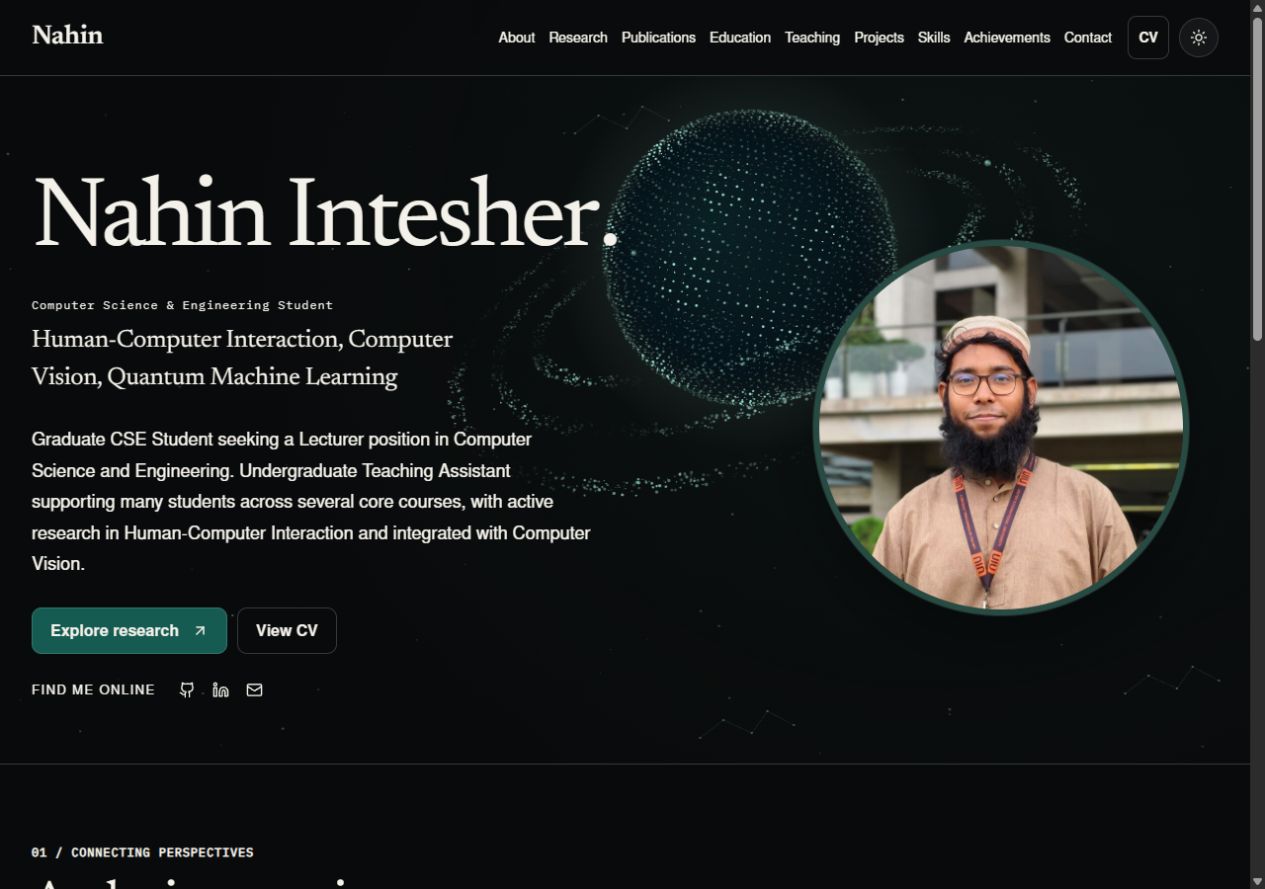 Nahin
About Research Publications Education Teaching Projects Skills Achievements Contact CV
Nahin Intesher.
Computer Science & Engineering Student
Human-Computer Interaction, Computer
Vision, Quantum Machine Learning
Graduate CSE Student seeking a Lecturer position in Computer
Science and Engineering. Undergraduate Teaching Assistant
supporting many students across several core courses, with active
research in Human-Computer Interaction and integrated with Computer
Vision.
Explore research View CV
FIND ME ONLINE
01 / CONNECTING PERSPECTIVES